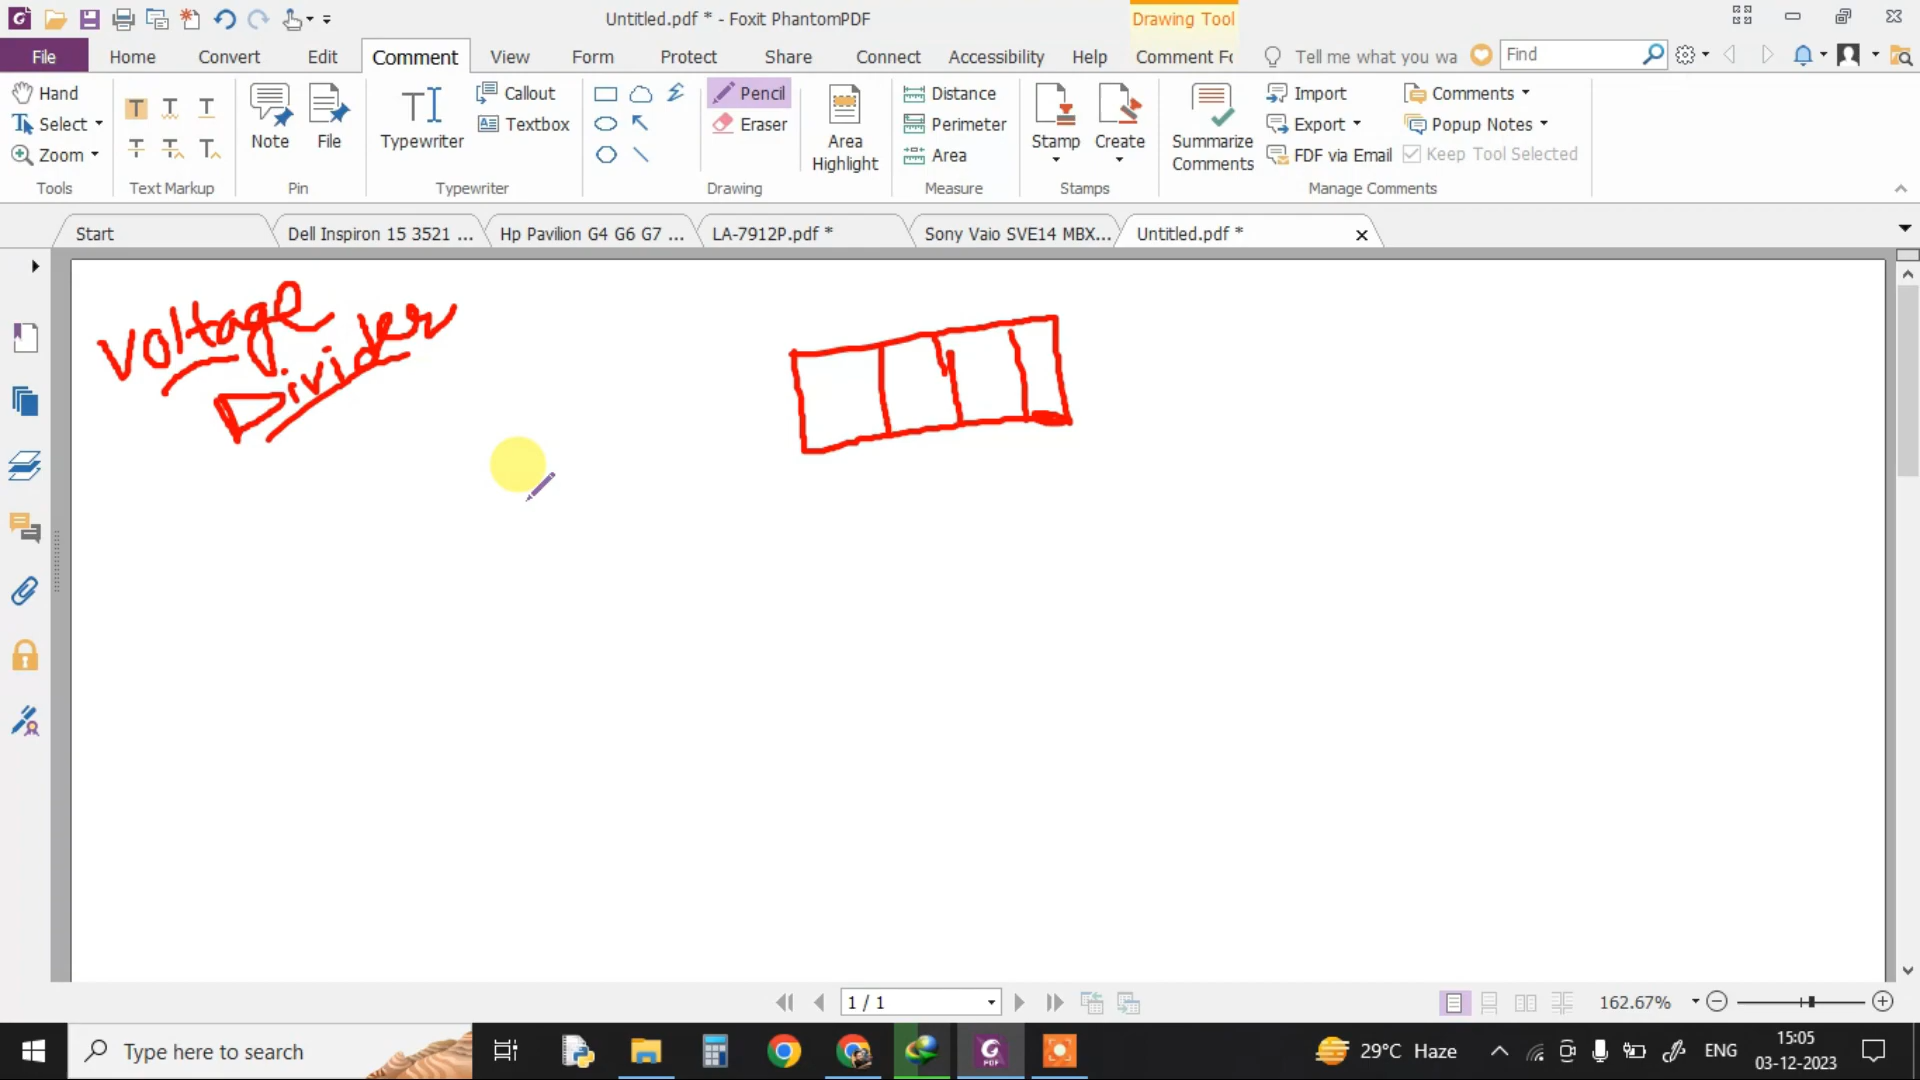 Untitled.pdf * - Foxit PhantomPDF
Drawing Tool
File
Home
Convert
Edit
Comment
View
Form
Protect
Share
Connect
Accessibility
Help
Comment Fo
Tell me what you wa
Find
Hand
Select
Zoom
Tools
Text Markup
Note
File
Pin
Typewriter
Callout
Textbox
Typewriter
Pencil
Eraser
Area
Highlight
Drawing
Distance
Perimeter
Area
Measure
Stamp
Create
Stamps
Summarize
Comments
Import
Export
FDF via Email
Comments
Popup Notes
Keep Tool Selected
Manage Comments
Start
Dell Inspiron 15 3521 ...
Hp Pavilion G4 G6 G7 ...
LA-7912P.pdf *
Sony Vaio SVE14 MBX...
Untitled.pdf *
Voltage
Divider
1 / 1
162.67%
Type here to search
29°C Haze
ENG
15:05
03-12-2023